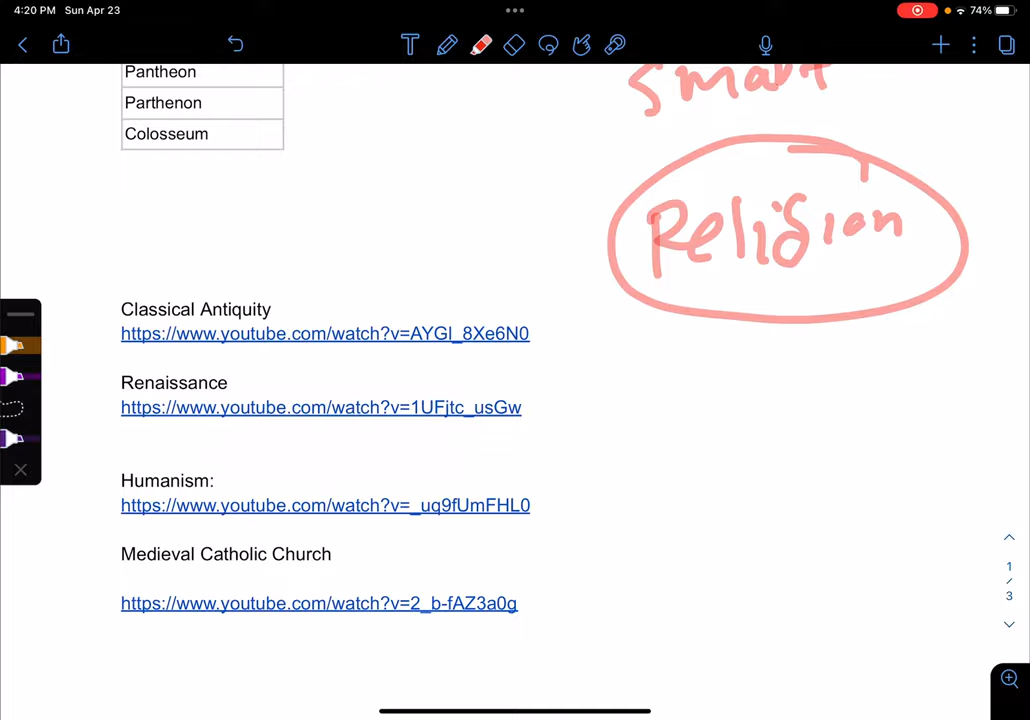 4:20 PM Sun Apr 23
74%
Pantheon
Parthenon
Colosseum
smart
Religion
Classical Antiquity
https://www.youtube.com/watch?v=AYGl_8Xe6N0
Renaissance
https://www.youtube.com/watch?v=1UFjtc_usGw
Humanism:
https://www.youtube.com/watch?v=_uq9fUmFHL0
Medieval Catholic Church
https://www.youtube.com/watch?v=2_b-fAZ3a0g
1
/
3